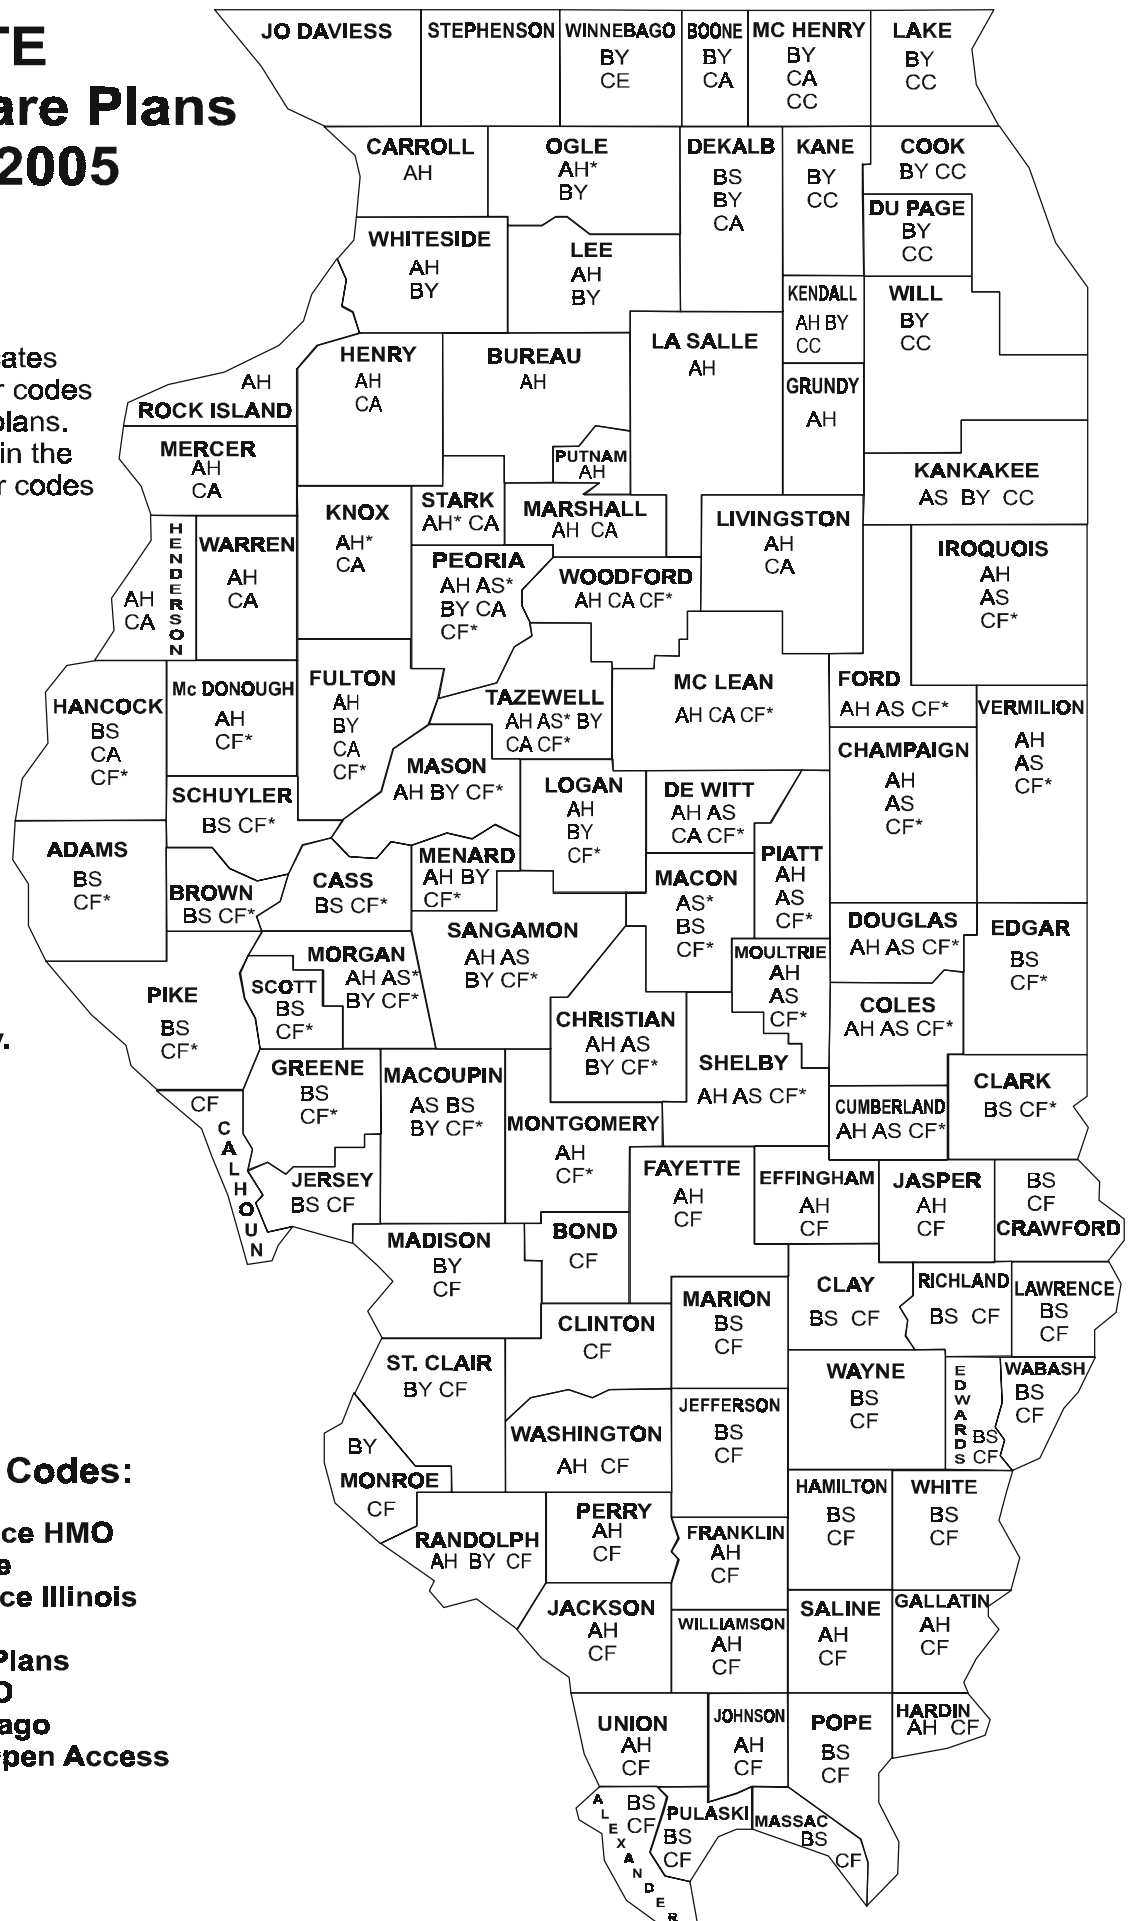 TE
are Plans
2005
cates
r codes
plans.
in the
r codes
y.
Codes:
ce HMO
e
ce Illinois
Plans
O
ago
pen Access
JO DAVIESS
STEPHENSON
WINNEBAGO
BY
CE
BOONE
BY
CA
MC HENRY
BY
CA
CC
LAKE
BY
CC
CARROLL
AH
OGLE
AH*
BY
DEKALB
BS
BY
CA
KANE
BY
CC
COOK
BY CC
DU PAGE
BY
CC
WHITESIDE
AH
BY
LEE
AH
BY
KENDALL
AH BY
CC
WILL
BY
CC
AH
ROCK ISLAND
HENRY
AH
CA
BUREAU
AH
LA SALLE
AH
GRUNDY
AH
MERCER
AH
CA
PUTNAM
AH
KANKAKEE
AS BY CC
HENDERSON
AH
CA
WARREN
AH
CA
KNOX
AH*
CA
STARK
AH* CA
MARSHALL
AH CA
LIVINGSTON
AH
CA
PEORIA
AH AS*
BY CA
CF*
WOODFORD
AH CA CF*
IROQUOIS
AH
AS
CF*
HANCOCK
BS
CA
CF*
Mc DONOUGH
AH
CF*
FULTON
AH
BY
CA
CF*
TAZEWELL
AH AS* BY
CA CF*
MC LEAN
AH CA CF*
FORD
AH AS CF*
VERMILION
AH
AS
CF*
SCHUYLER
BS CF*
MASON
AH BY CF*
LOGAN
AH
BY
CF*
DE WITT
AH AS
CA CF*
CHAMPAIGN
AH
AS
CF*
ADAMS
BS
CF*
BROWN
BS CF*
CASS
BS CF*
MENARD
AH BY
CF*
MACON
AS*
BS
CF*
PIATT
AH
AS
CF*
PIKE
BS
CF*
SCOTT
BS
CF*
MORGAN
AH AS*
BY CF*
SANGAMON
AH AS
BY CF*
MOULTRIE
AH
AS
CF*
DOUGLAS
AH AS CF*
EDGAR
BS
CF*
CHRISTIAN
AH AS
BY CF*
SHELBY
AH AS CF*
COLES
AH AS CF*
GREENE
BS
CF*
MACOUPIN
AS BS
BY CF*
MONTGOMERY
AH
CF*
CUMBERLAND
AH AS CF*
CLARK
BS CF*
CF
CALHOUN
JERSEY
BS CF
FAYETTE
AH
CF
EFFINGHAM
AH
CF
JASPER
AH
CF
BS
CF
CRAWFORD
MADISON
BY
CF
BOND
CF
CLINTON
CF
MARION
BS
CF
CLAY
BS CF
RICHLAND
BS CF
LAWRENCE
BS
CF
ST. CLAIR
BY CF
WASHINGTON
AH CF
JEFFERSON
BS
CF
WAYNE
BS
CF
EDWARDS
BS
CF
WABASH
BS
CF
BY
MONROE
CF
RANDOLPH
AH BY CF
PERRY
AH
CF
FRANKLIN
AH
CF
HAMILTON
BS
CF
WHITE
BS
CF
JACKSON
AH
CF
WILLIAMSON
AH
CF
SALINE
AH
CF
GALLATIN
AH
CF
UNION
AH
CF
JOHNSON
AH
CF
POPE
BS
CF
HARDIN
AH CF
ALEXANDER
BS
CF
PULASKI
BS
CF
MASSAC
BS
CF